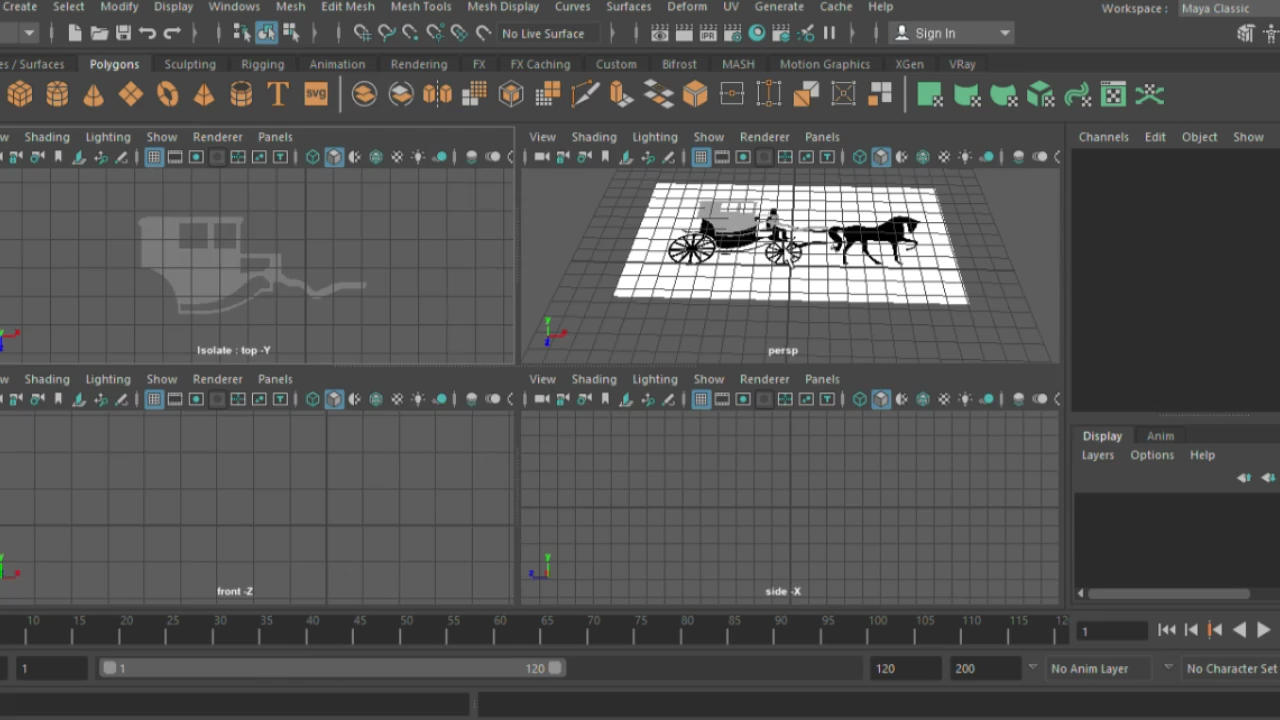 Create Select Modify Display Windows Mesh Edit Mesh Mesh Tools Mesh Display Curves Surfaces Deform UV Generate Cache Help Workspace : Maya Classic
No Live Surface Sign In
es / Surfaces Polygons Sculpting Rigging Animation Rendering FX FX Caching Custom Bifrost MASH Motion Graphics XGen VRay
T svg
w Shading Lighting Show Renderer Panels
View Shading Lighting Show Renderer Panels
Channels Edit Object Show
Isolate : top -Y
persp
w Shading Lighting Show Renderer Panels
View Shading Lighting Show Renderer Panels
Display Anim
Layers Options Help
front -Z
side -X
10 15 20 25 30 35 40 45 50 55 60 65 70 75 80 85 90 95 100 105 110 115 12
1
1 1 120 120 200 No Anim Layer No Character Set